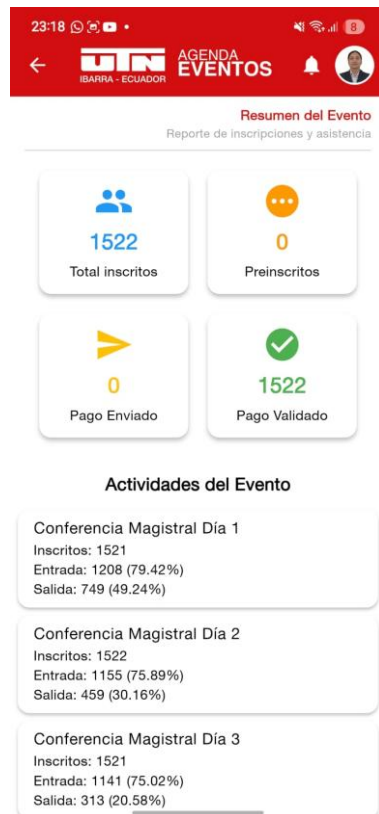 23:18
8
UTN
IBARRA - ECUADOR
AGENDA
EVENTOS
Resumen del Evento
Reporte de inscripciones y asistencia
1522
Total inscritos
0
Preinscritos
0
Pago Enviado
1522
Pago Validado
Actividades del Evento
Conferencia Magistral Día 1
Inscritos: 1521
Entrada: 1208 (79.42%)
Salida: 749 (49.24%)
Conferencia Magistral Día 2
Inscritos: 1522
Entrada: 1155 (75.89%)
Salida: 459 (30.16%)
Conferencia Magistral Día 3
Inscritos: 1521
Entrada: 1141 (75.02%)
Salida: 313 (20.58%)